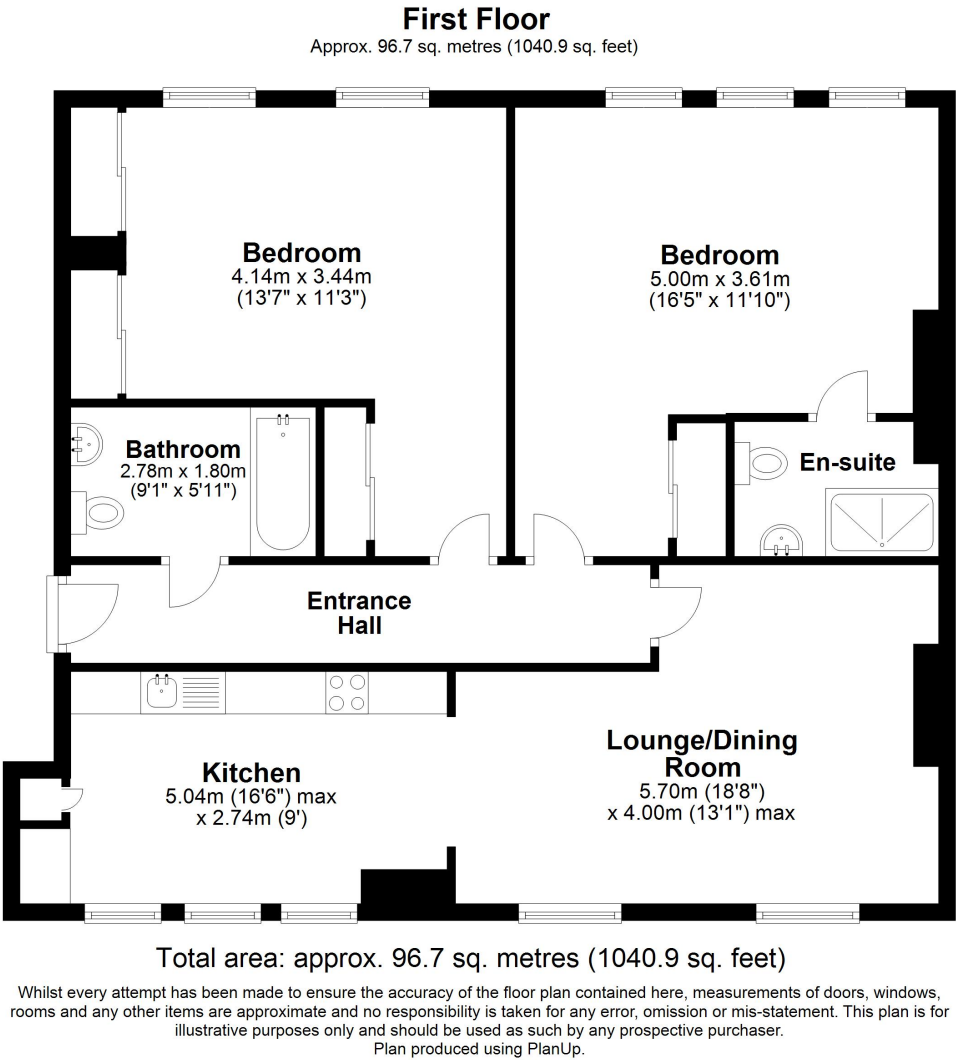 First Floor
Approx. 96.7 sq. metres (1040.9 sq. feet)
Bedroom
4.14m x 3.44m
(13'7" x 11'3")
Bedroom
5.00m x 3.61m
(16'5" x 11'10")
Bathroom
2.78m x 1.80m
(9'1" x 5'11")
En-suite
Entrance
Hall
Kitchen
5.04m (16'6") max
x 2.74m (9')
Lounge/Dining
Room
5.70m (18'8")
x 4.00m (13'1") max
Total area: approx. 96.7 sq. metres (1040.9 sq. feet)
Whilst every attempt has been made to ensure the accuracy of the floor plan contained here, measurements of doors, windows,
rooms and any other items are approximate and no responsibility is taken for any error, omission or mis-statement. This plan is for
illustrative purposes only and should be used as such by any prospective purchaser.
Plan produced using PlanUp.